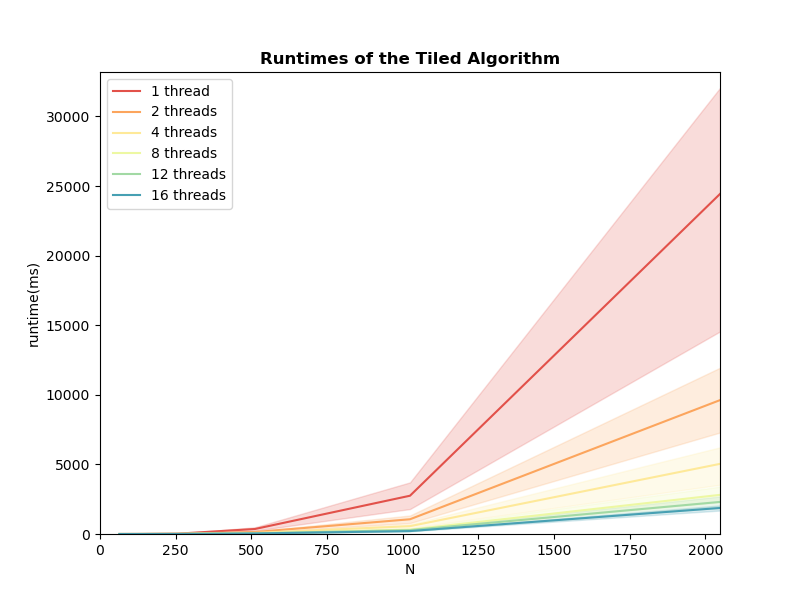 Runtimes of the Tiled Algorithm
1 thread
2 threads
4 threads
8 threads
12 threads
16 threads
30000
25000
20000
15000
10000
5000
0
runtime(ms)
0 250 500 750 1000 1250 1500 1750 2000
N